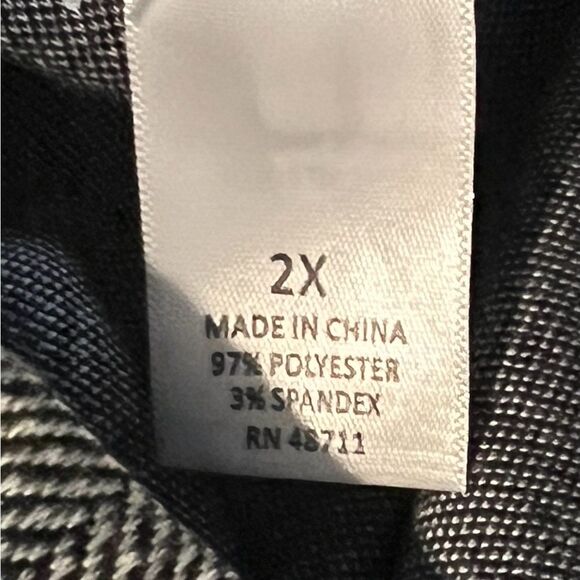 2X
MADE IN CHINA
97% POLYESTER
3% SPANDEX
RN 48711